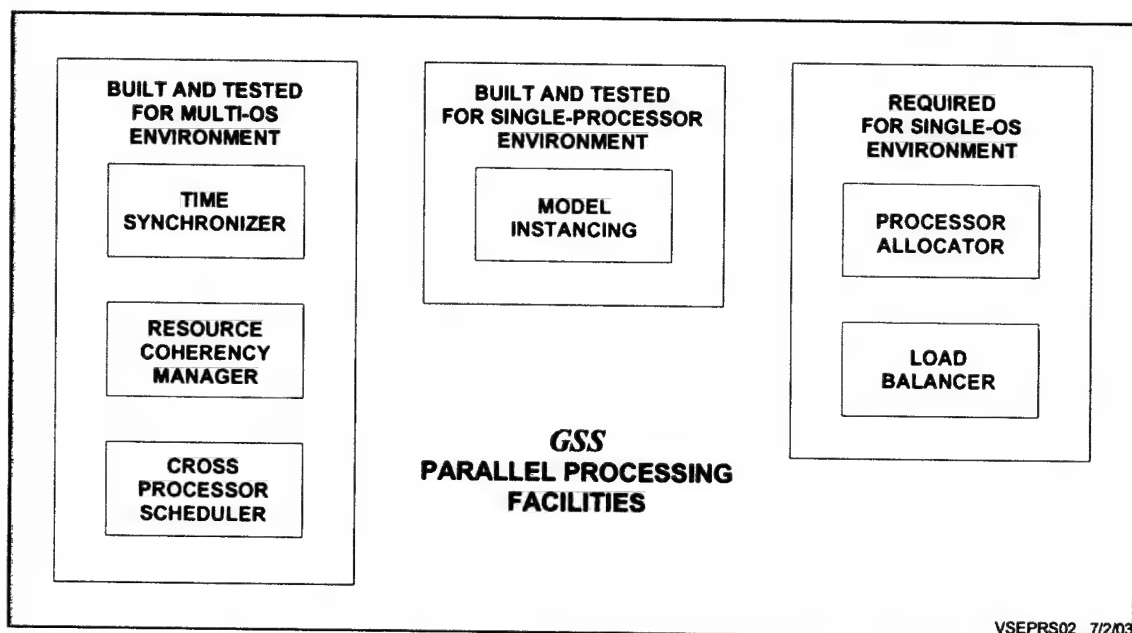 BUILT AND TESTED
FOR MULTI-OS
ENVIRONMENT
TIME
SYNCHRONIZER
RESOURCE
COHERENCY
MANAGER
CROSS
PROCESSOR
SCHEDULER
BUILT AND TESTED
FOR SINGLE-PROCESSOR
ENVIRONMENT
MODEL
INSTANCING
REQUIRED
FOR SINGLE-OS
ENVIRONMENT
PROCESSOR
ALLOCATOR
LOAD
BALANCER
GSS
PARALLEL PROCESSING
FACILITIES
VSEPRS02 7/2/03